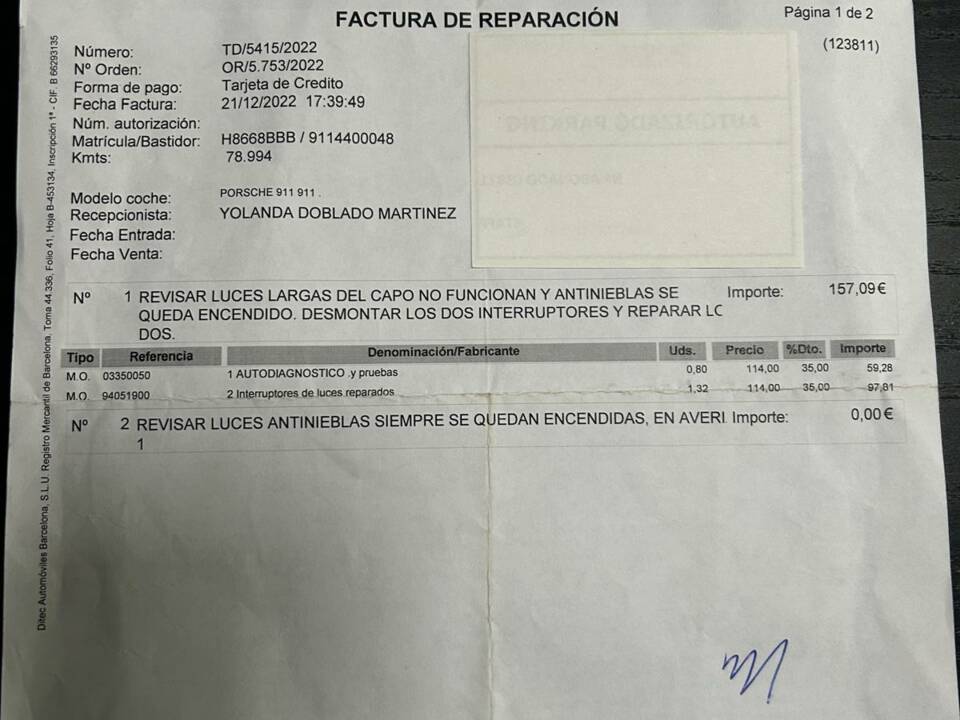 FACTURA DE REPARACIÓN
Página 1 de 2
(123811)
Número: TD/5415/2022
Nº Orden: OR/5.753/2022
Forma de pago: Tarjeta de Credito
Fecha Factura: 21/12/2022 17:39:49
Núm. autorización:
Matrícula/Bastidor: H8668BBB / 9114400048
Kmts: 78.994
Modelo coche: PORSCHE 911 911 .
Recepcionista: YOLANDA DOBLADO MARTINEZ
Fecha Entrada:
Fecha Venta:
AUTORIZADO PARKING
Nº 1 REVISAR LUCES LARGAS DEL CAPO NO FUNCIONAN Y ANTINIEBLAS SE Importe: 157,09€
QUEDA ENCENDIDO. DESMONTAR LOS DOS INTERRUPTORES Y REPARAR LC
DOS.
Tipo Referencia Denominación/Fabricante Uds. Precio %Dto. Importe
M.O. 03350050 1 AUTODIAGNOSTICO .y pruebas 0,80 114,00 35,00 59,28
M.O. 94051900 2 Interruptores de luces reparados 1,32 114,00 35,00 97,81
Nº 2 REVISAR LUCES ANTINIEBLAS SIEMPRE SE QUEDAN ENCENDIDAS, EN AVERI Importe: 0,00€
1
Ditec Automóviles Barcelona, S.L.U. Registro Mercantil de Barcelona, Toma 44.336, Folio 41, Hoja B-453134, Inscripción 1ª - CIF. B 66293135